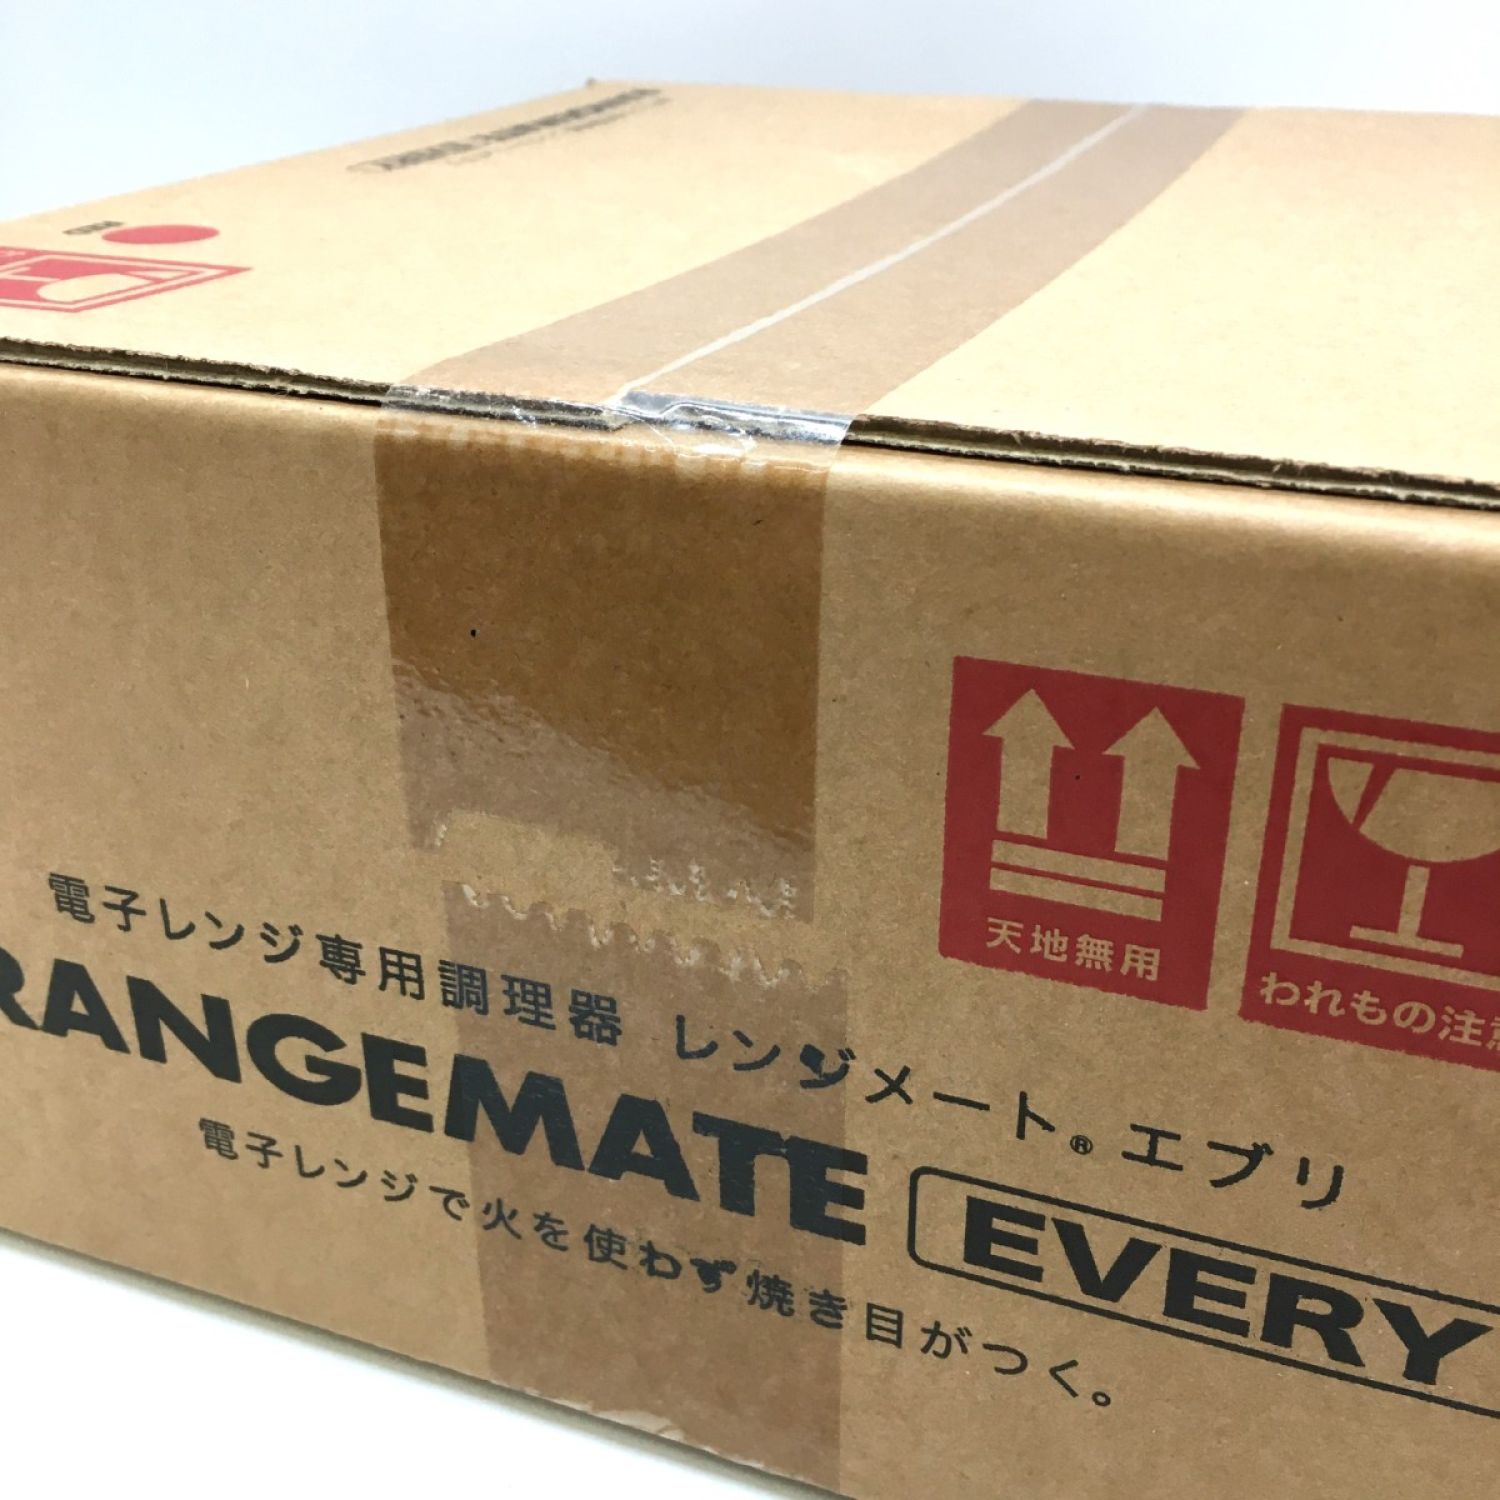 RED
天地無用
われもの注意
電子レンジ専用調理器 レンジメート® エブリ
RANGEMATE EVERY
電子レンジで火を使わず焼き目がつく。